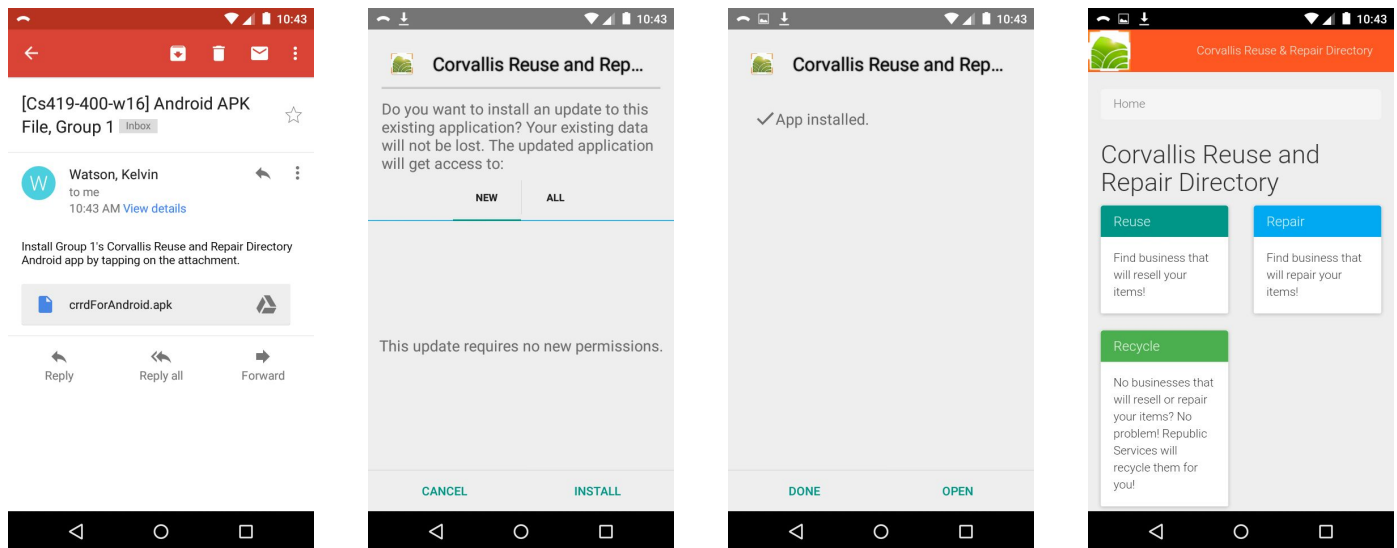 10:43
[Cs419-400-w16] Android APK
File, Group 1 Inbox
W
Watson, Kelvin
to me
10:43 AM View details
Install Group 1's Corvallis Reuse and Repair Directory
Android app by tapping on the attachment.
crrdForAndroid.apk
Reply Reply all Forward
10:43
Corvallis Reuse and Rep...
Do you want to install an update to this
existing application? Your existing data
will not be lost. The updated application
will get access to:
NEW ALL
This update requires no new permissions.
CANCEL INSTALL
10:43
Corvallis Reuse and Rep...
App installed.
DONE OPEN
10:43
Corvallis Reuse & Repair Directory
Home
Corvallis Reuse and
Repair Directory
Reuse
Find business that
will resell your
items!
Repair
Find business that
will repair your
items!
Recycle
No businesses that
will resell or repair
your items? No
problem! Republic
Services will
recycle them for
you!